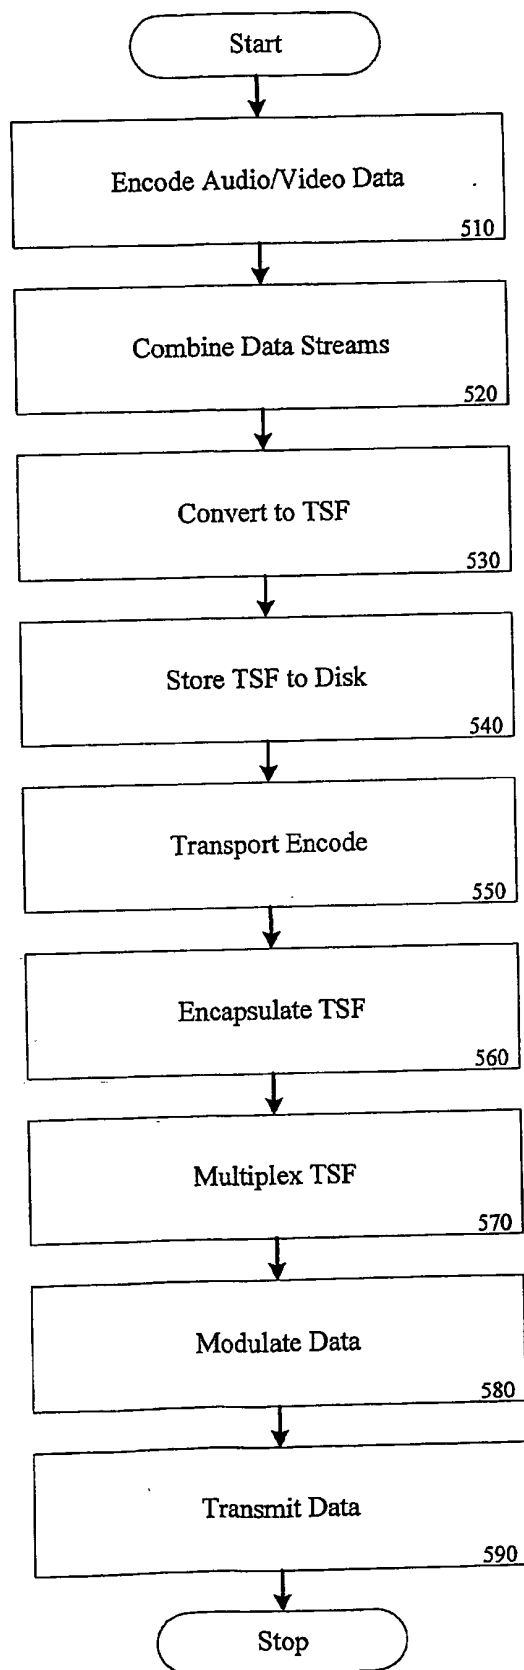 Start
Encode Audio/Video Data
510
Combine Data Streams
520
Convert to TSF
530
Store TSF to Disk
540
Transport Encode
550
Encapsulate TSF
560
Multiplex TSF
570
Modulate Data
580
Transmit Data
590
Stop